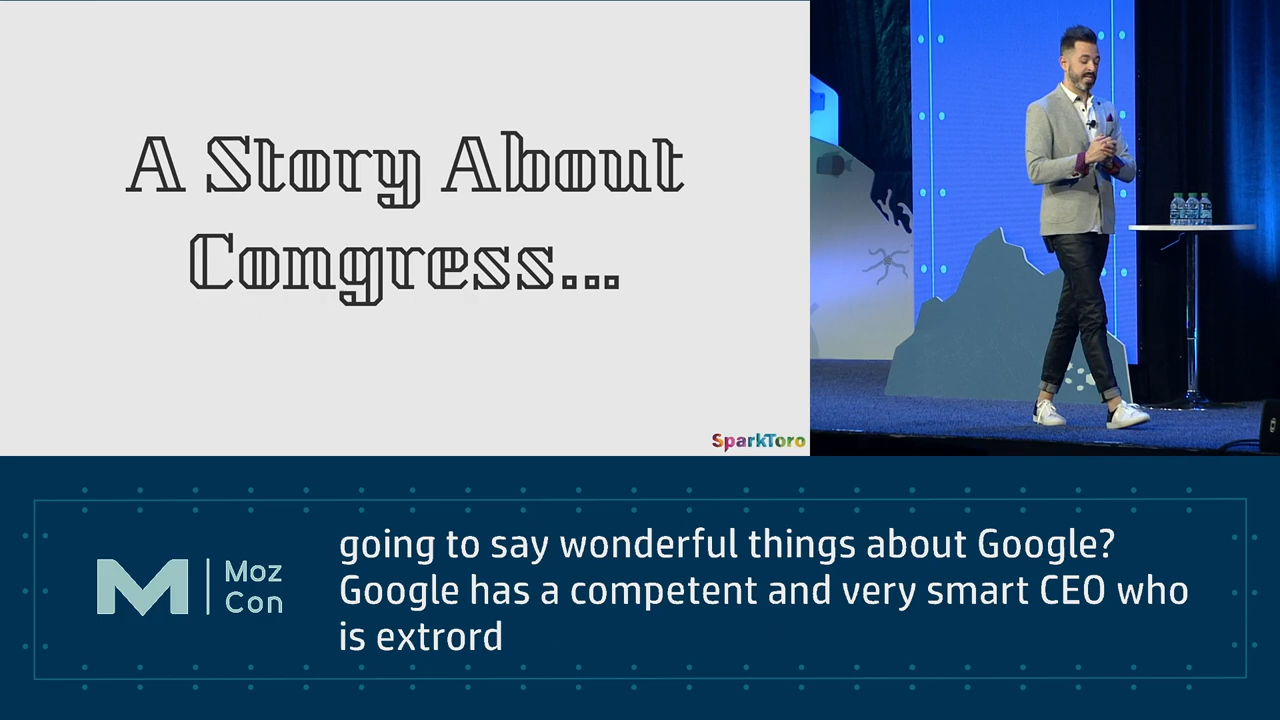 A Story About
Congress...
SparkToro
Moz
Con
going to say wonderful things about Google?
Google has a competent and very smart CEO who
is extrord